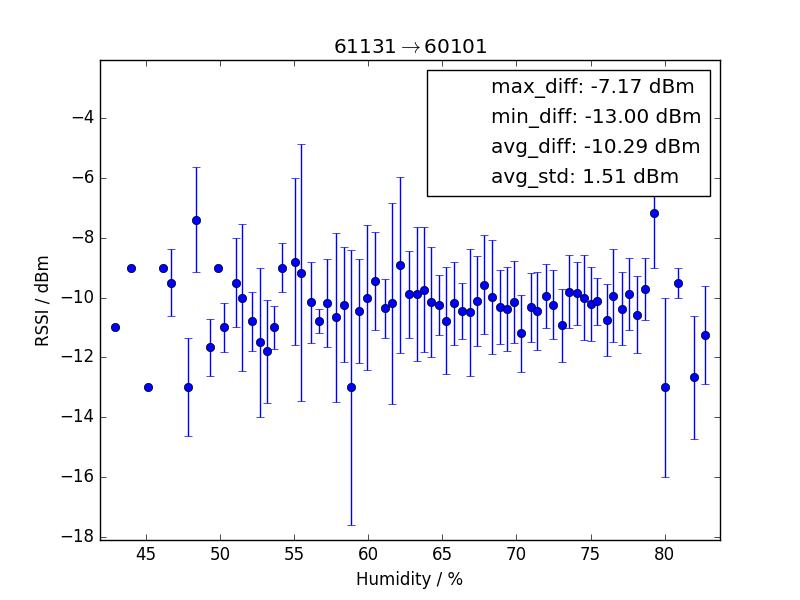 61131→60101
max_diff: -7.17 dBm
min_diff: -13.00 dBm
avg_diff: -10.29 dBm
avg_std: 1.51 dBm
−4
−6
−8
−10
−12
−14
−16
−18
RSSI / dBm
45 50 55 60 65 70 75 80
Humidity / %